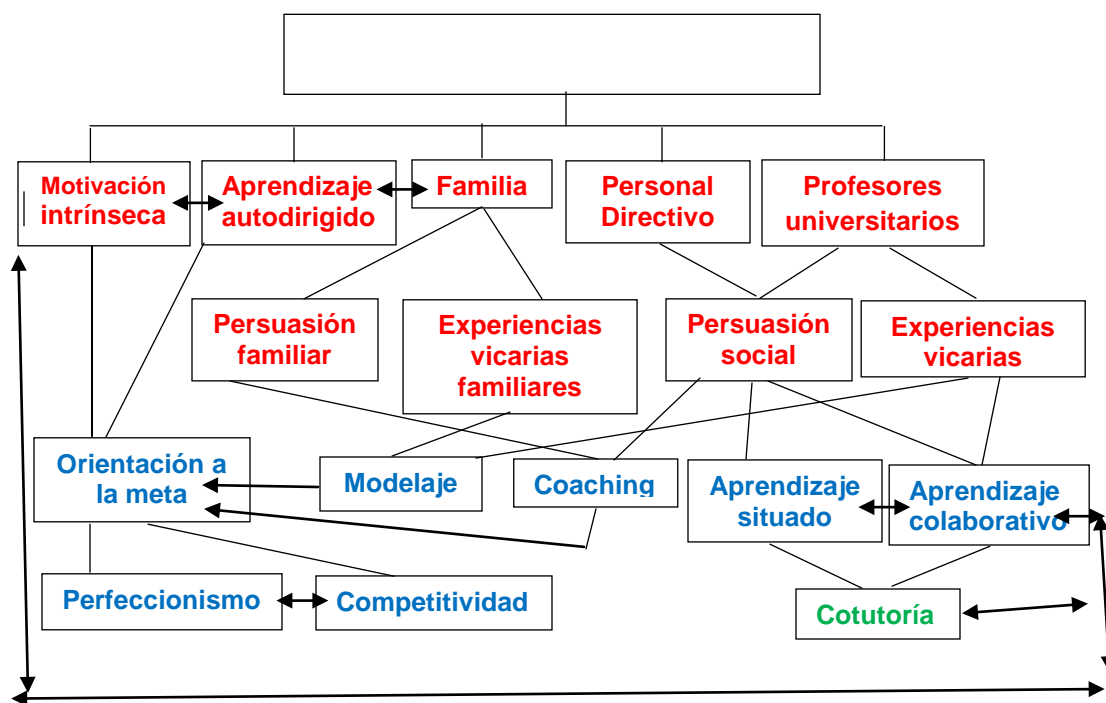 Motivación
intrínseca
Aprendizaje
autodirigido
Familia
Personal
Directivo
Profesores
universitarios
Persuasión
familiar
Experiencias
vicarias
familiares
Persuasión
social
Experiencias
vicarias
Orientación a
la meta
Modelaje
Coaching
Aprendizaje
situado
Aprendizaje
colaborativo
Perfeccionismo
Competitividad
Cotutoría